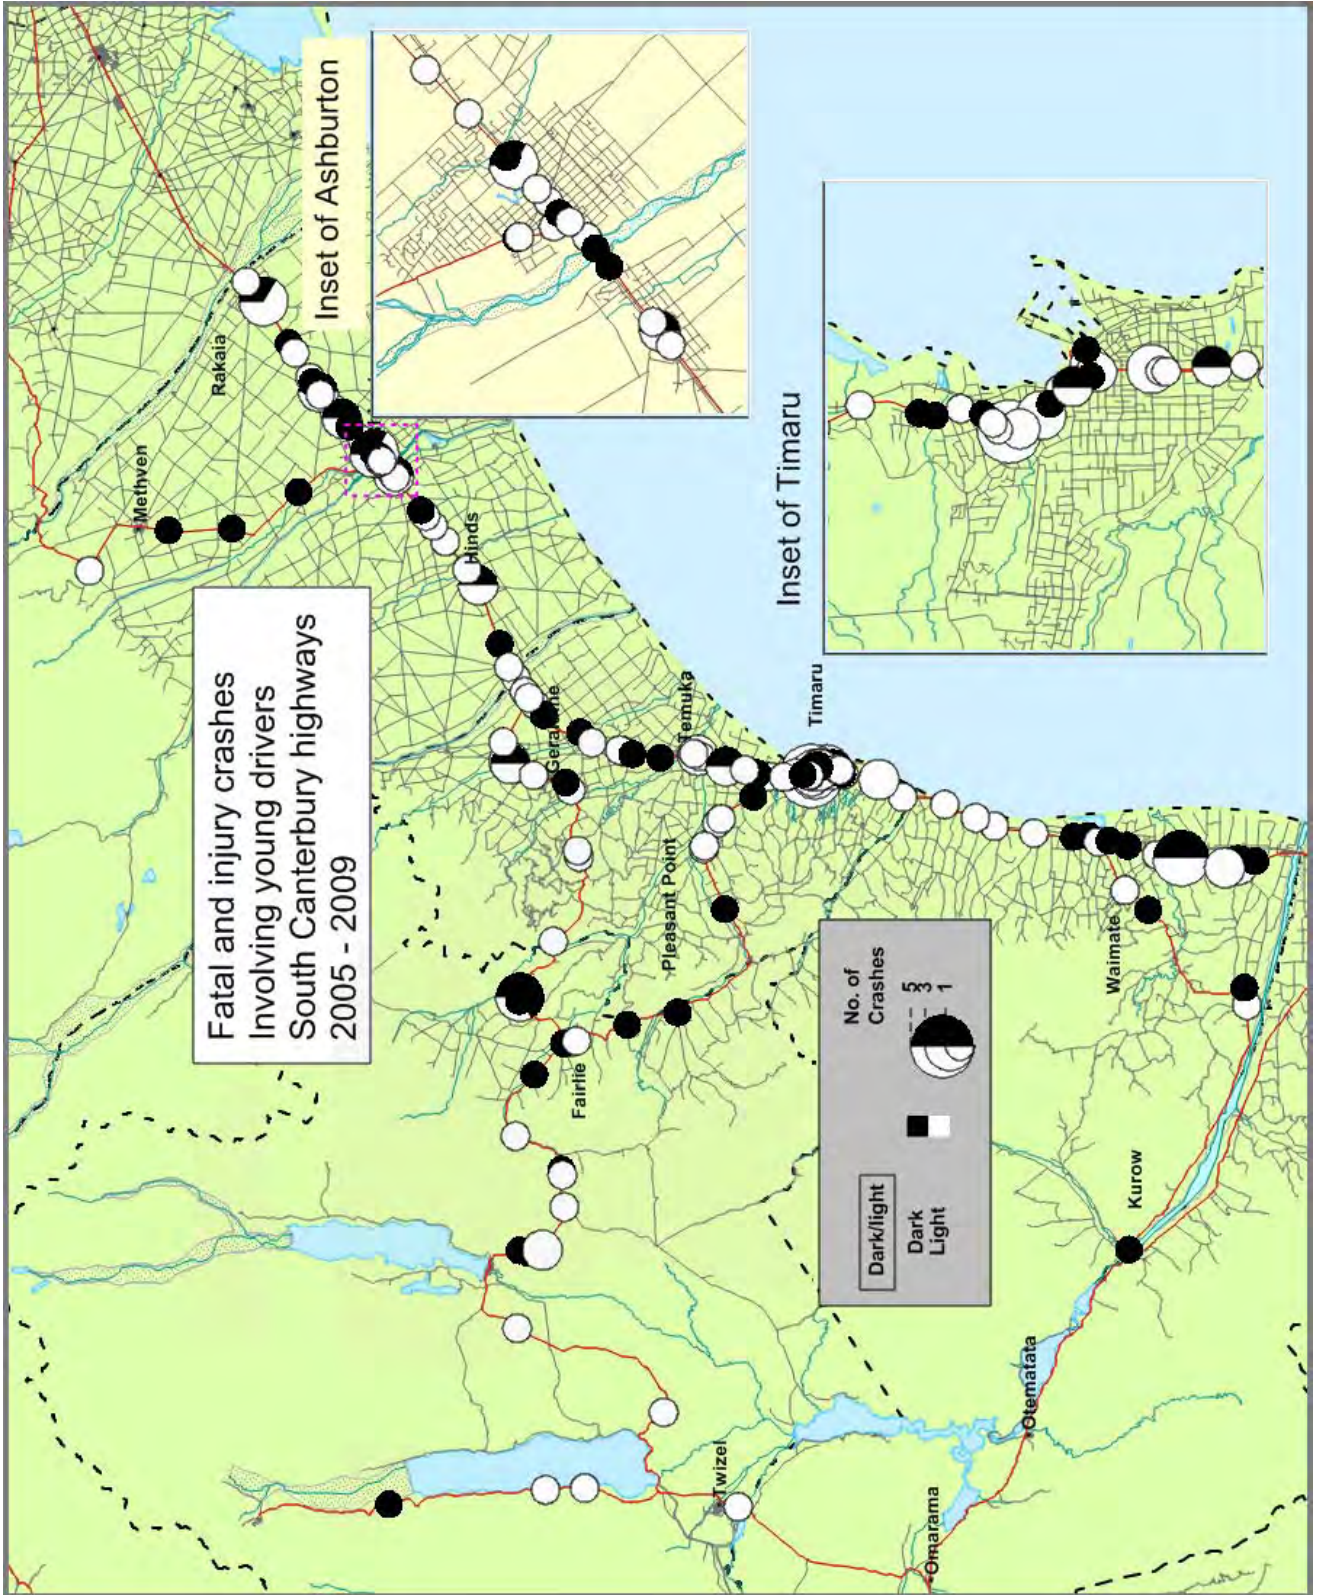 Methven
Rakaia
Fatal and injury crashes
Involving young drivers
South Canterbury highways
2005 - 2009
Inset of Ashburton
Hinds
Geraldine
Fairlie
Pleasant Point
Temuka
Twizel
Inset of Timaru
Timaru
No. of
Crashes
5
3
1
Dark/light
Dark
Light
Omarama
Otematata
Waimate
Kurow